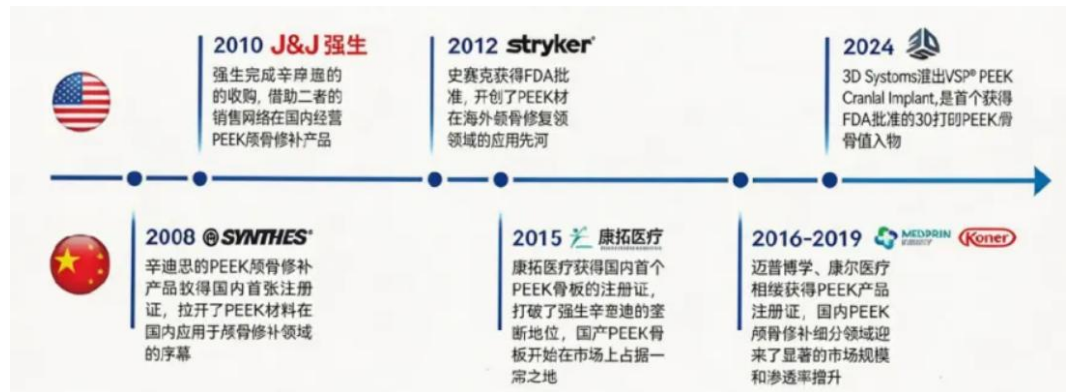 2010 J&J 强生
强生完成辛摩迤的
的收购,借助二者的
销售网络在国内经营
PEEK颅骨修补产品
2012 stryker
史赛克获得FDA批
准,开创了PEEK材
在海外颌骨修复领
领域的应用先河
2024
3D Systoms漄出VSP® PEEK
Cranlal Implant,是首个获得
FDA批准的30打卽PEEK骨
骨值入物
2008 SYNTHES
辛迪思的PEEK颅骨修补
产品软得国内首张注册
证,拉开了PEEK材料在
国内应用于颅骨修补领域
的序幕
2015 康拓医疗
康拓医疗获得国内首个
PEEK骨板的注册证,
打破了强生辛迪的垄
断地位,国产PEEK骨
板开始在市场上占据一
席之地
2016-2019 MEDPRIN Koner
迈普博学、康尔医疗
相继获得PEEK产品
注册证,国内PEEK
颅骨修补细分领域迎
来了显著的市场规模
和渗透率提升